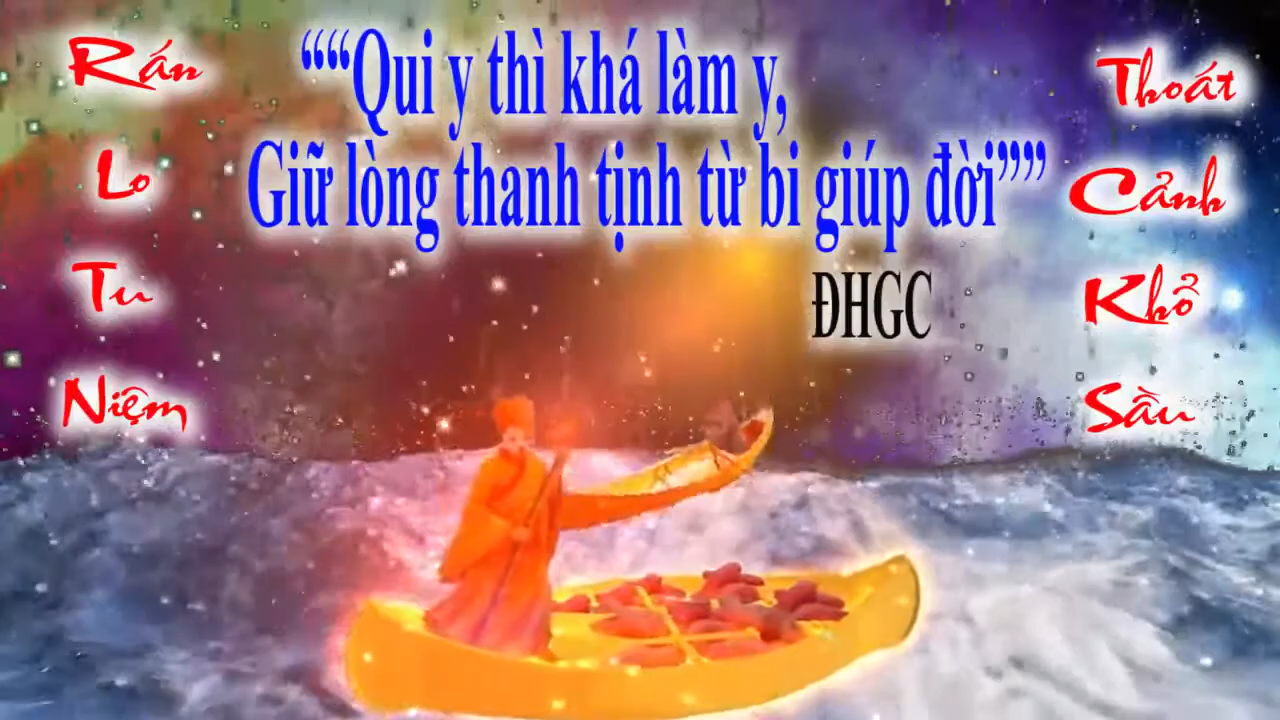 Rấn
Lo
Tu
Niệm
““Qui y thì khá làm y,
Giữ lòng thanh tịnh từ bi giúp đời””
ĐHGC
Thoát
Cảnh
Khổ
Sầu